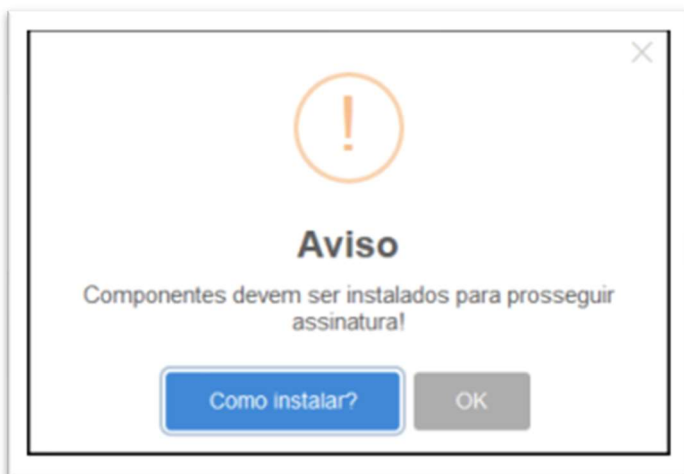 !
Aviso
Componentes devem ser instalados para prosseguir
assinatura!
Como instalar?
OK